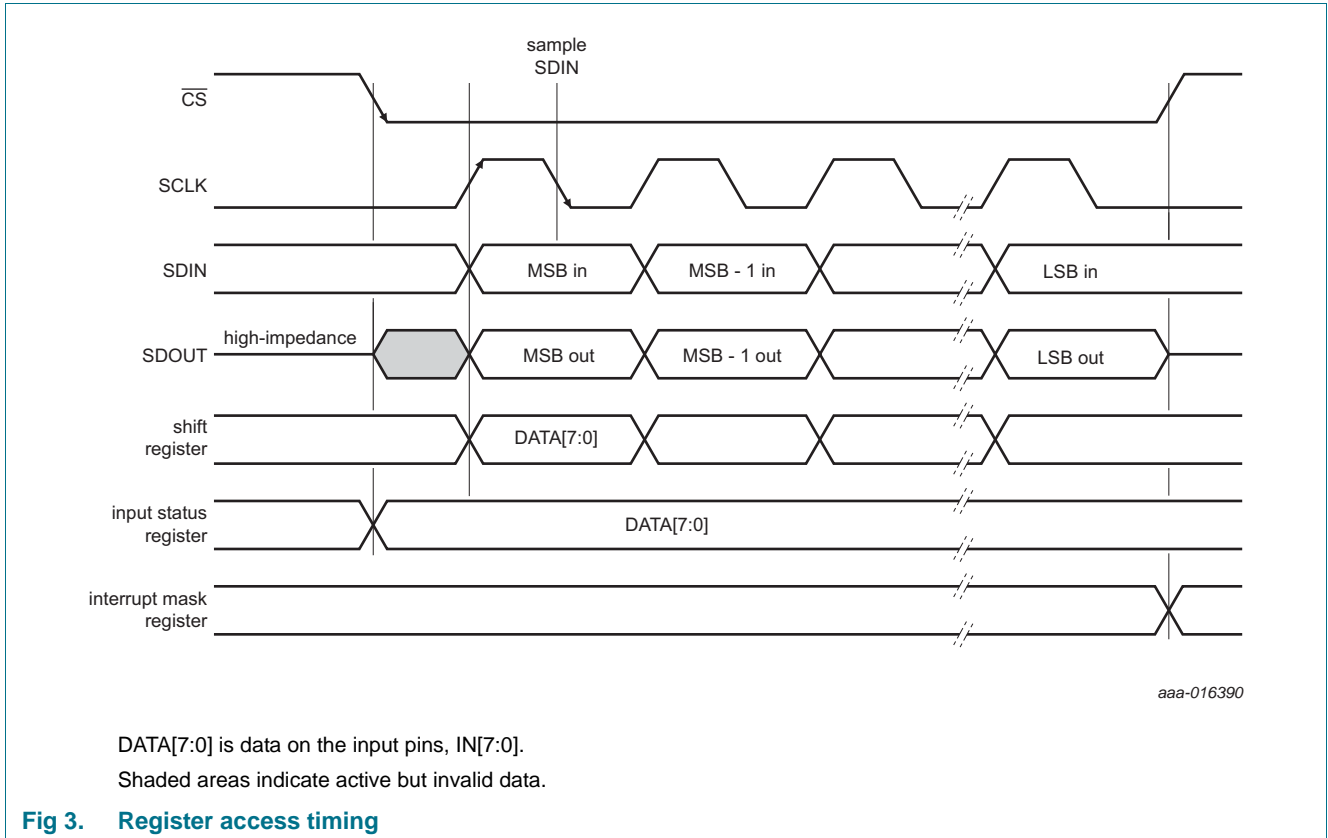 sample
SDIN
CS
SCLK
SDIN
MSB in
MSB - 1 in
LSB in
high-impedance
SDOUT
MSB out
MSB - 1 out
LSB out
shift
register
DATA[7:0]
input status
register
DATA[7:0]
interrupt mask
register
aaa-016390
DATA[7:0] is data on the input pins, IN[7:0].
Shaded areas indicate active but invalid data.
Fig 3. Register access timing